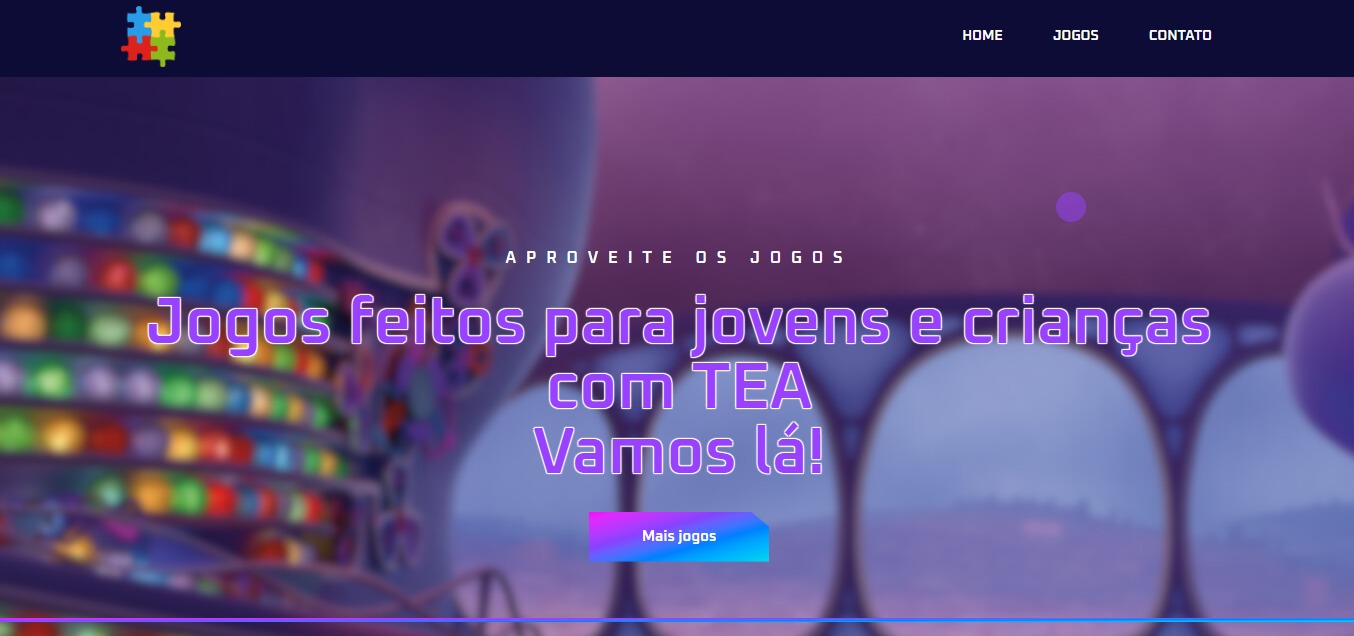 HOME JOGOS CONTATO
APROVEITE OS JOGOS
Jogos feitos para jovens e crianças
com TEA
Vamos lá!
Mais jogos